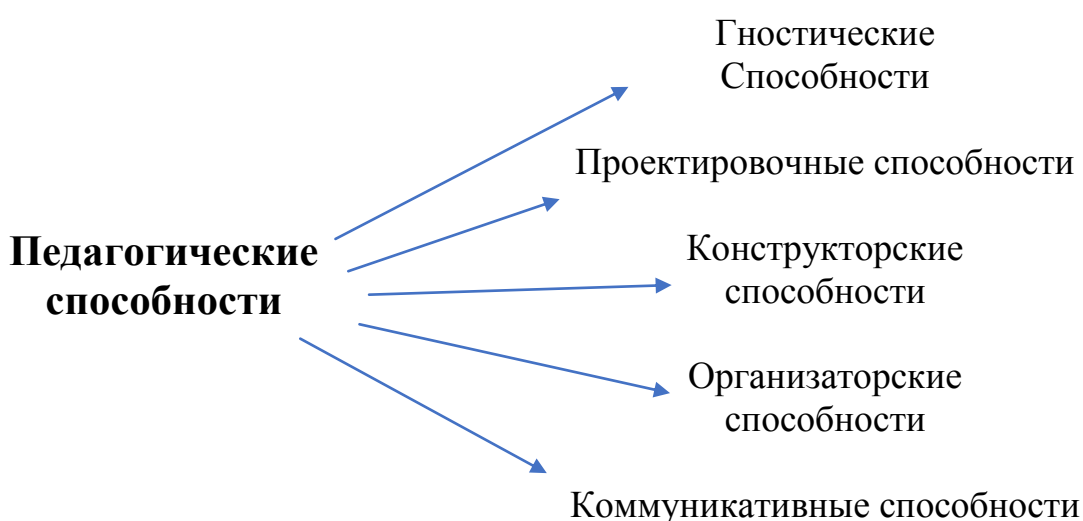 Гностические
Способности
Проектировочные способности
Педагогические
способности
Конструкторские
способности
Организаторские
способности
Коммуникативные способности